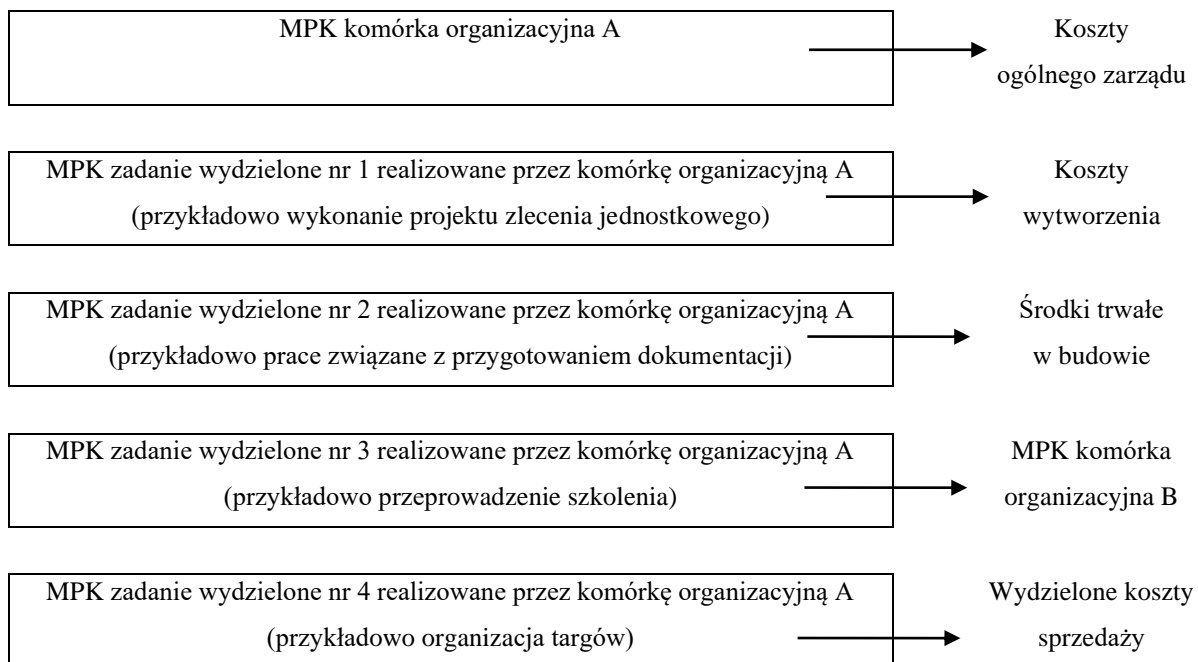 MPK komórka organizacyjna A
Koszty
ogólnego zarządu
MPK zadanie wydzielone nr 1 realizowane przez komórkę organizacyjną A
(przykładowo wykonanie projektu zlecenia jednostkowego)
Koszty
wytworzenia
MPK zadanie wydzielone nr 2 realizowane przez komórkę organizacyjną A
(przykładowo prace związane z przygotowaniem dokumentacji)
Środki trwałe
w budowie
MPK zadanie wydzielone nr 3 realizowane przez komórkę organizacyjną A
(przykładowo przeprowadzenie szkolenia)
MPK komórka
organizacyjna B
MPK zadanie wydzielone nr 4 realizowane przez komórkę organizacyjną A
(przykładowo organizacja targów)
Wydzielone koszty
sprzedaży